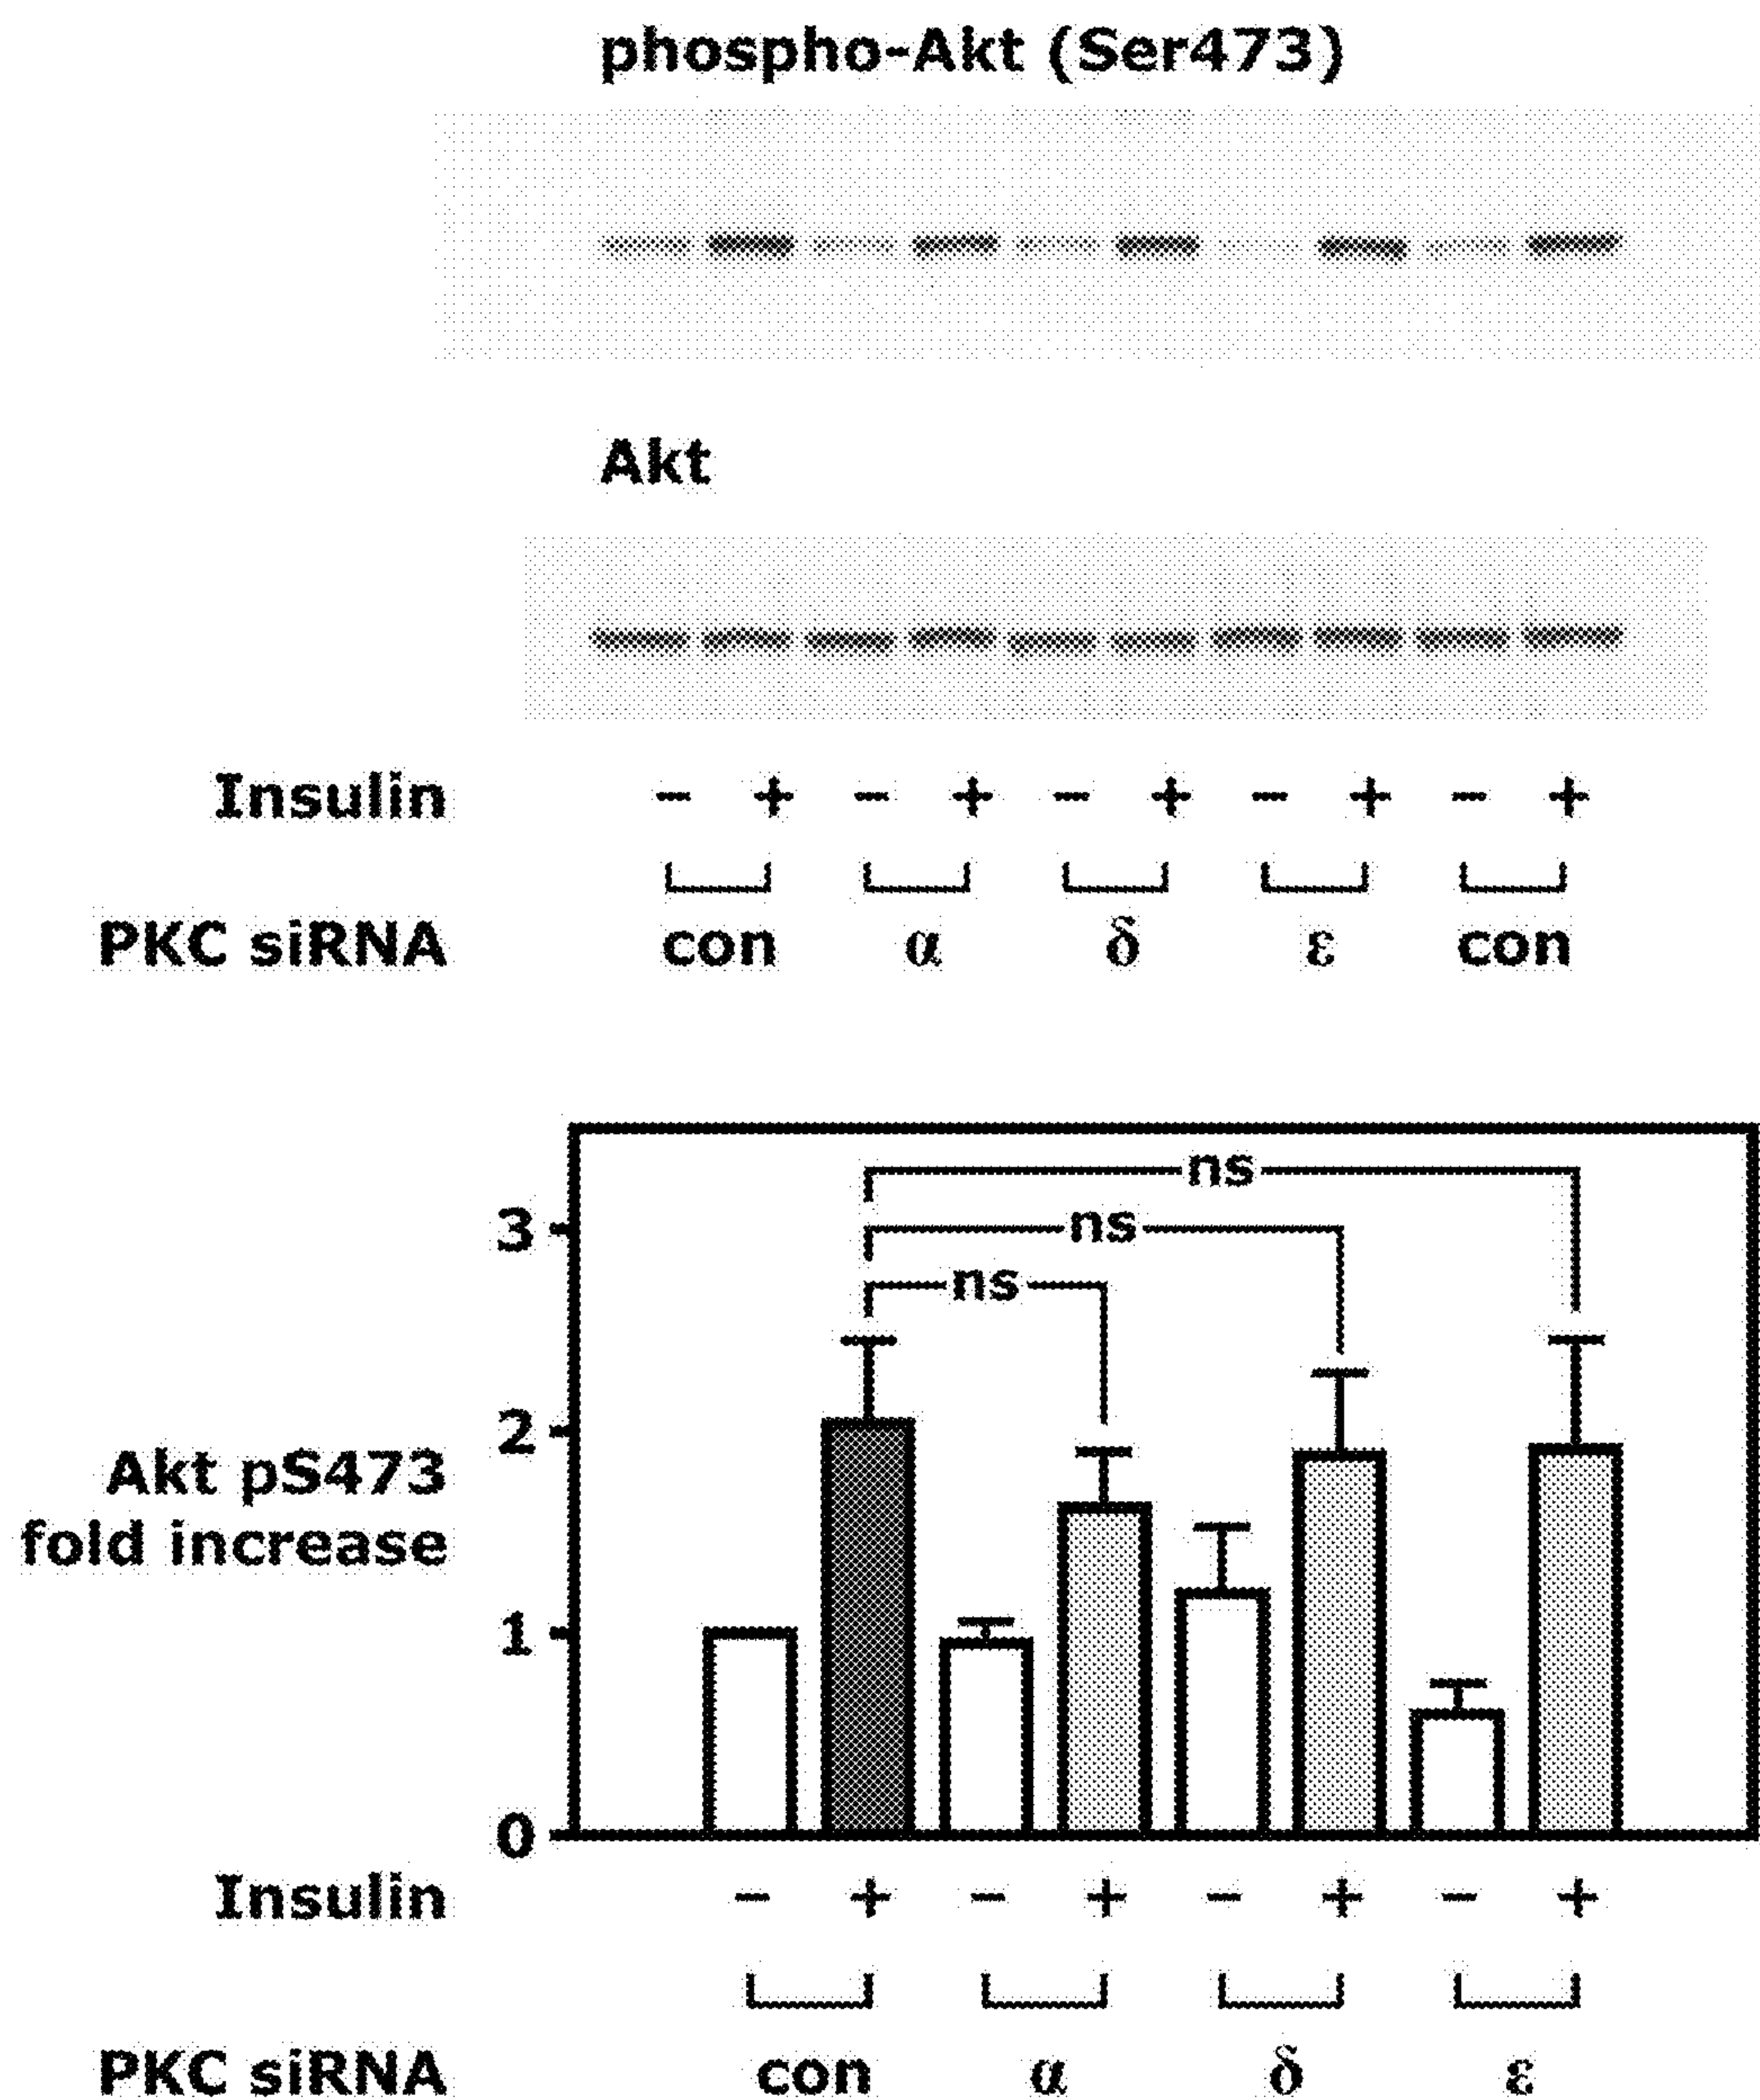 phospho-Akt (Ser473)
Akt
Insulin − + − + − + − + − +
PKC siRNA con α δ ε con
ns
3
ns
ns
2
Akt pS473
fold increase
1
0
Insulin − + − + − + − +
PKC siRNA con α δ ε